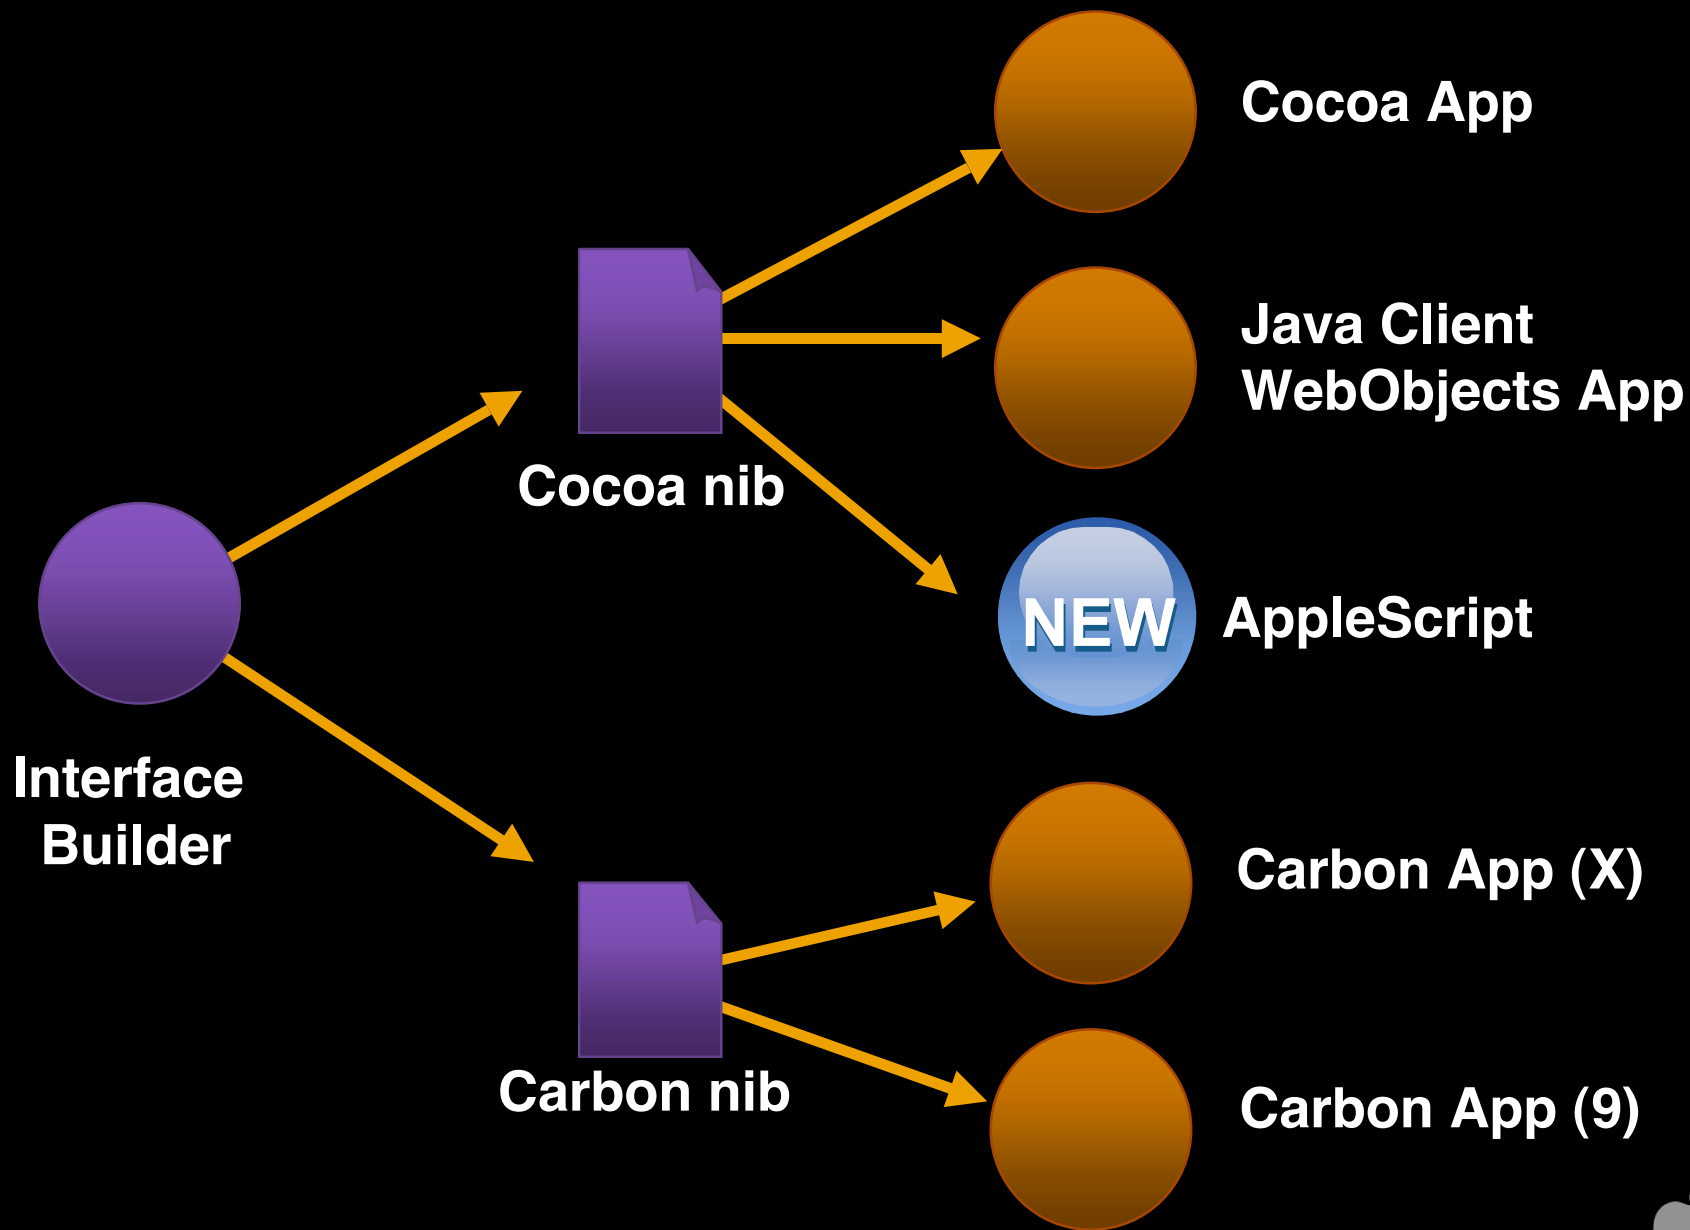 Cocoa App
Java Client
WebObjects App
Cocoa nib
NEW
AppleScript
Interface
Builder
Carbon App (X)
Carbon nib
Carbon App (9)